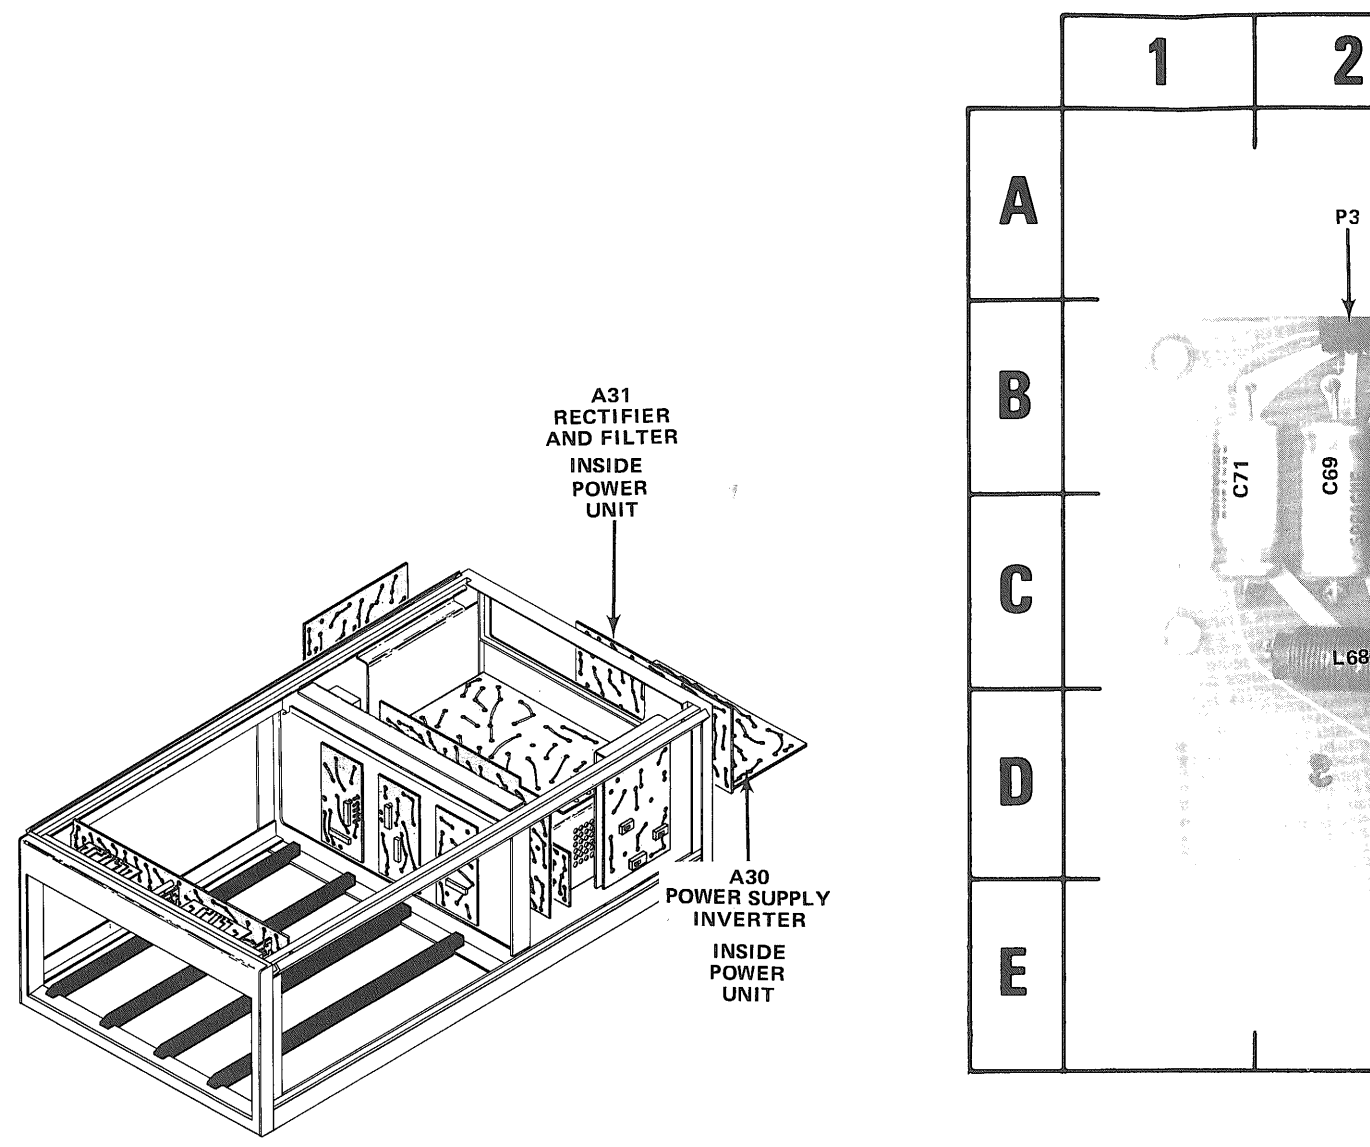 1
2
A
P3
B
A31
RECTIFIER
AND FILTER
INSIDE
POWER
UNIT
C71
C69
C
L68
D
A30
POWER SUPPLY
INVERTER
INSIDE
POWER
UNIT
E